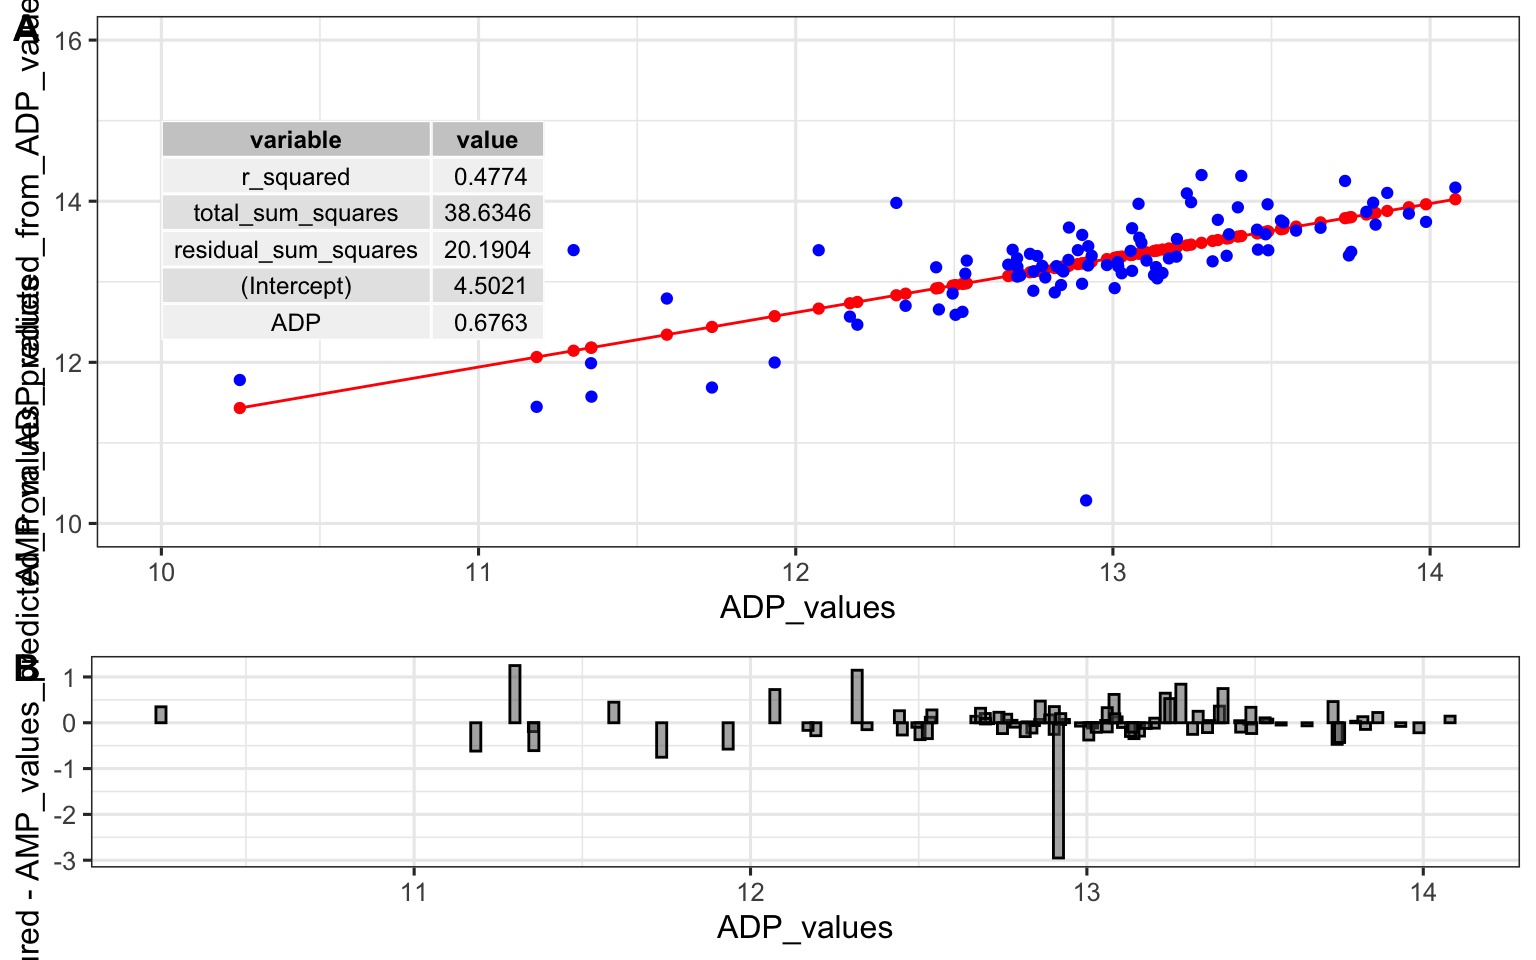 A
16
14
12
10
variable value
r_squared 0.4774
total_sum_squares 38.6346
residual_sum_squares 20.1904
(Intercept) 4.5021
ADP 0.6763
10 11 12 13 14
ADP_values
B
1
0
-1
-2
-3
11 12 13 14
ADP_values